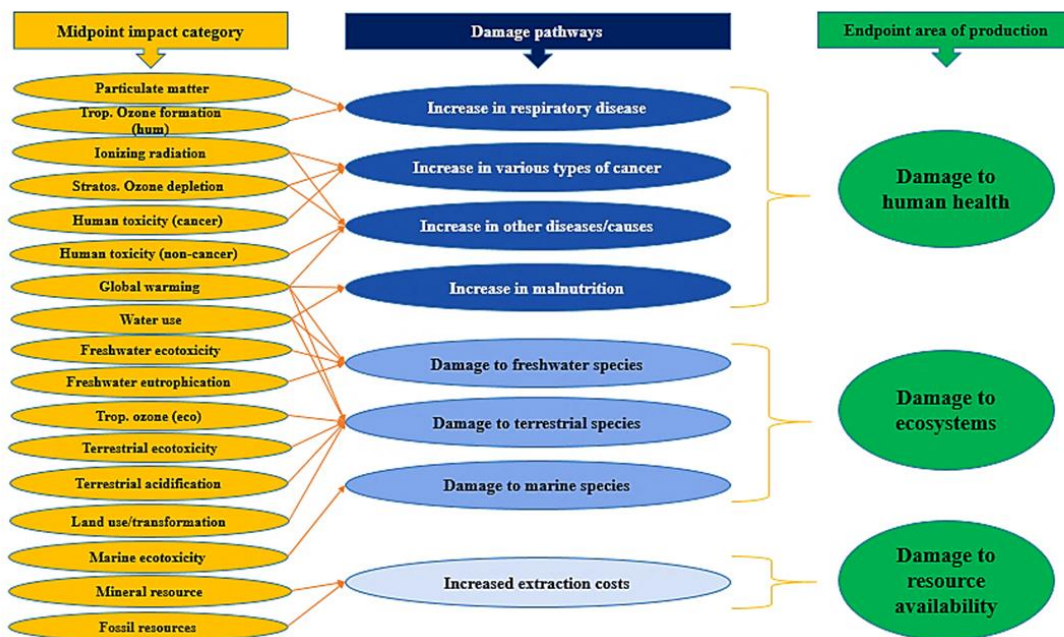 Midpoint impact category
Damage pathways
Endpoint area of production
Particulate matter
Trop. Ozone formation
(hum)
Ionizing radiation
Stratos. Ozone depletion
Human toxicity (cancer)
Human toxicity (non-cancer)
Global warming
Water use
Freshwater ecotoxicity
Freshwater eutrophication
Trop. ozone (eco)
Terrestrial ecotoxicity
Terrestrial acidification
Land use/transformation
Marine ecotoxicity
Mineral resource
Fossil resources
Increase in respiratory disease
Increase in various types of cancer
Increase in other diseases/causes
Increase in malnutrition
Damage to freshwater species
Damage to terrestrial species
Damage to marine species
Increased extraction costs
Damage to
human health
Damage to
ecosystems
Damage to
resource
availability